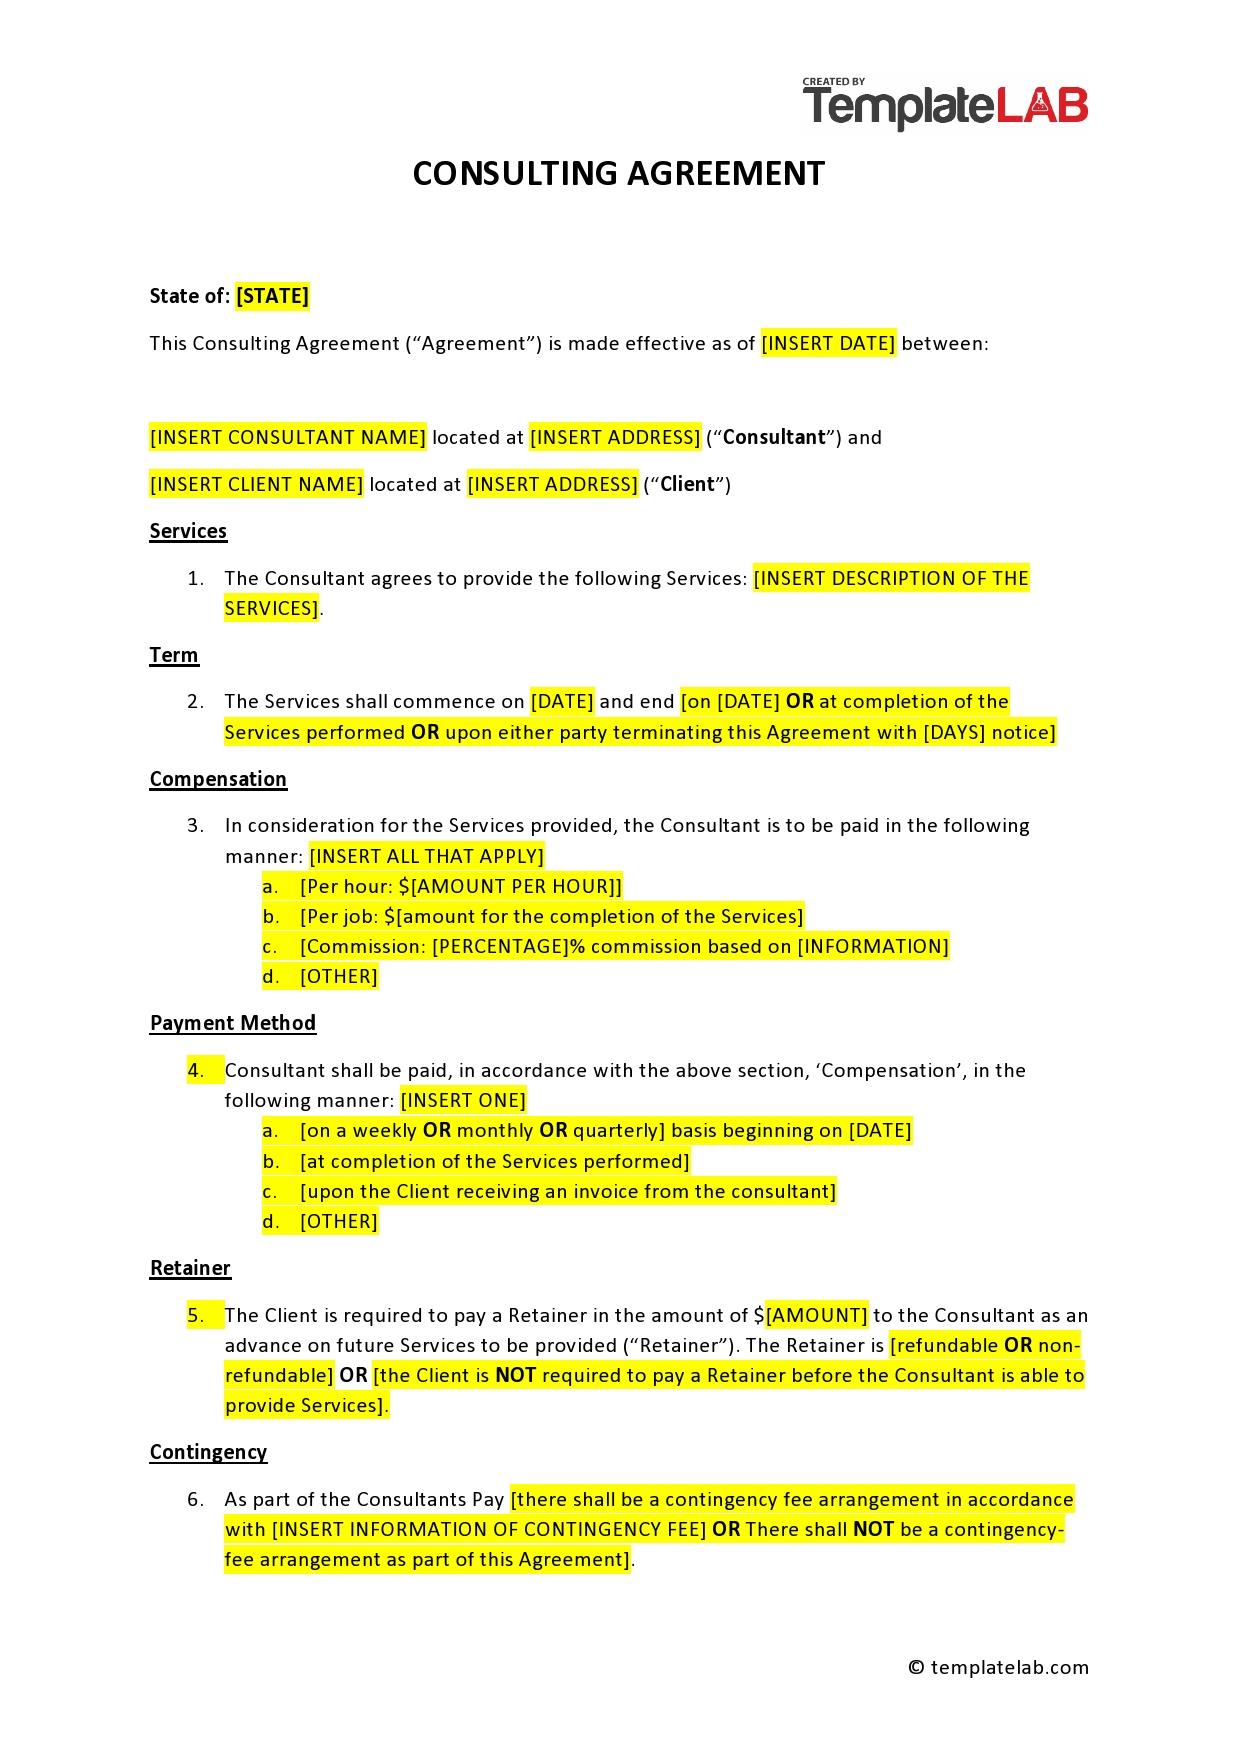 CREATED BY
TemplateLAB
CONSULTING AGREEMENT
State of: [STATE]
This Consulting Agreement (“Agreement”) is made effective as of [INSERT DATE] between:
[INSERT CONSULTANT NAME] located at [INSERT ADDRESS] (“Consultant”) and
[INSERT CLIENT NAME] located at [INSERT ADDRESS] (“Client”)
Services
1. The Consultant agrees to provide the following Services: [INSERT DESCRIPTION OF THE
SERVICES].
Term
2. The Services shall commence on [DATE] and end [on [DATE] OR at completion of the
Services performed OR upon either party terminating this Agreement with [DAYS] notice]
Compensation
3. In consideration for the Services provided, the Consultant is to be paid in the following
manner: [INSERT ALL THAT APPLY]
a. [Per hour: $[AMOUNT PER HOUR]]
b. [Per job: $[amount for the completion of the Services]
c. [Commission: [PERCENTAGE]% commission based on [INFORMATION]
d. [OTHER]
Payment Method
4. Consultant shall be paid, in accordance with the above section, ‘Compensation’, in the
following manner: [INSERT ONE]
a. [on a weekly OR monthly OR quarterly] basis beginning on [DATE]
b. [at completion of the Services performed]
c. [upon the Client receiving an invoice from the consultant]
d. [OTHER]
Retainer
5. The Client is required to pay a Retainer in the amount of $[AMOUNT] to the Consultant as an
advance on future Services to be provided (“Retainer”). The Retainer is [refundable OR non-
refundable] OR [the Client is NOT required to pay a Retainer before the Consultant is able to
provide Services].
Contingency
6. As part of the Consultants Pay [there shall be a contingency fee arrangement in accordance
with [INSERT INFORMATION OF CONTINGENCY FEE] OR There shall NOT be a contingency-
fee arrangement as part of this Agreement].
© templatelab.com